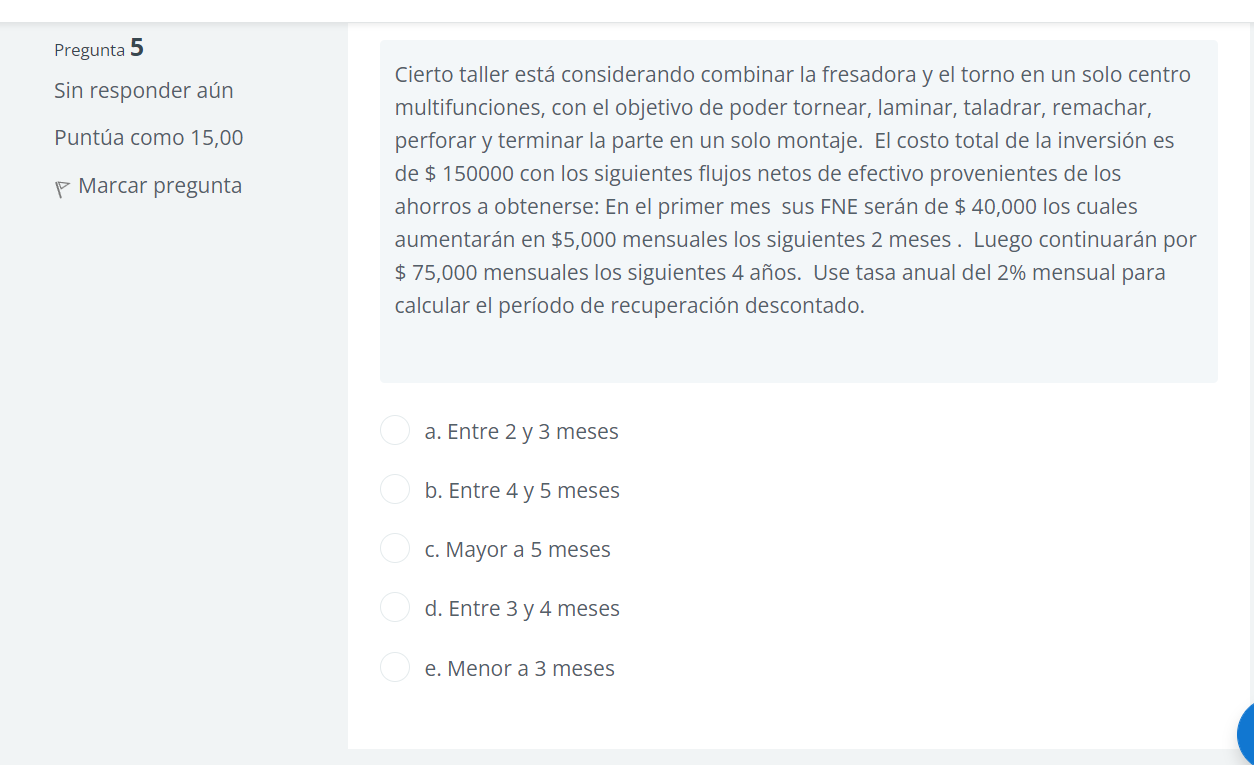 Pregunta 5
Sin responder aún
Puntúa como 15,00
Marcar pregunta
Cierto taller está considerando combinar la fresadora y el torno en un solo centro
multifunciones, con el objetivo de poder tornear, laminar, taladrar, remachar,
perforar y terminar la parte en un solo montaje.  El costo total de la inversión es
de $ 150000 con los siguientes flujos netos de efectivo provenientes de los
ahorros a obtenerse: En el primer mes  sus FNE serán de $ 40,000 los cuales
aumentarán en $5,000 mensuales los siguientes 2 meses .  Luego continuarán por
$ 75,000 mensuales los siguientes 4 años.  Use tasa anual del 2% mensual para
calcular el período de recuperación descontado.
a. Entre 2 y 3 meses
b. Entre 4 y 5 meses
c. Mayor a 5 meses
d. Entre 3 y 4 meses
e. Menor a 3 meses